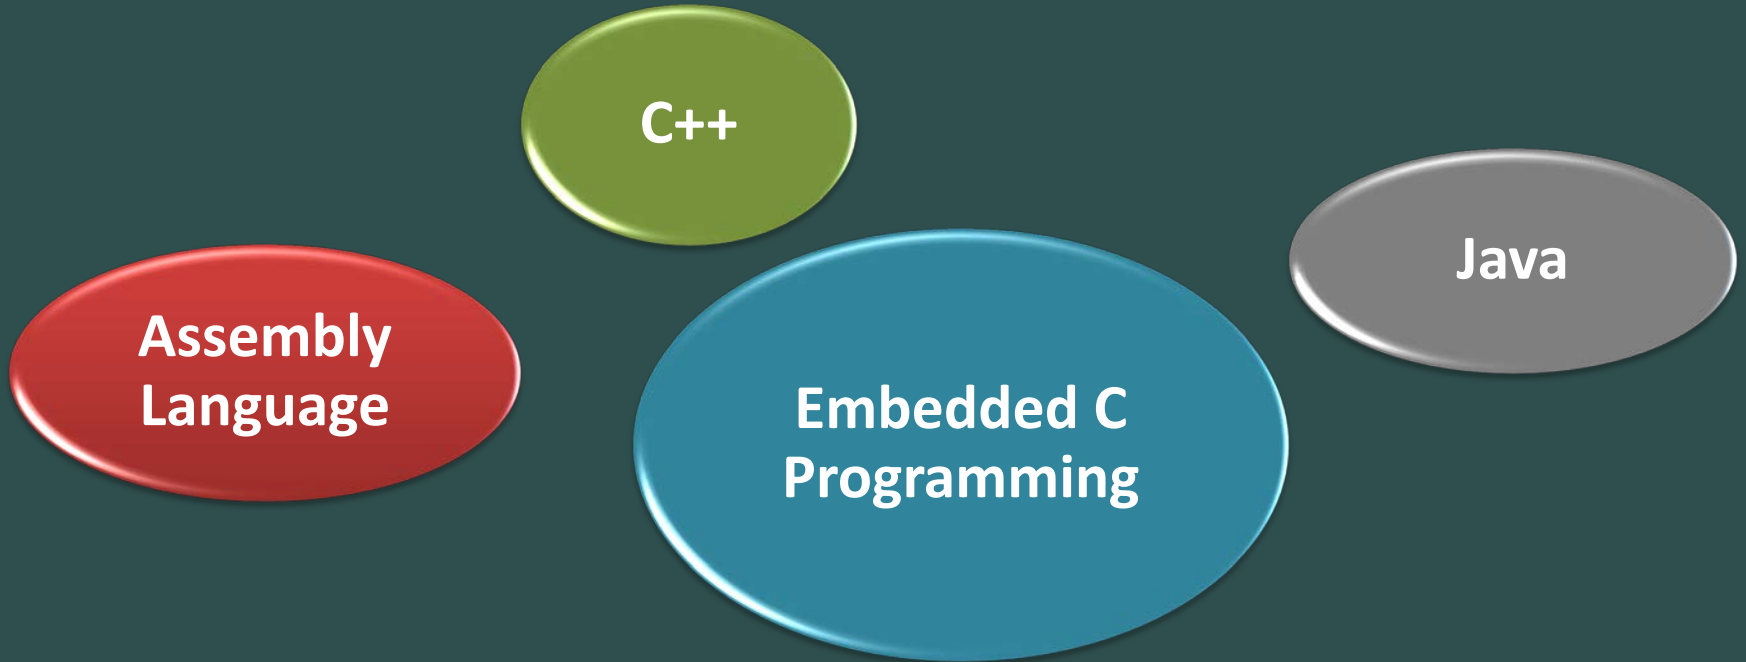 C++
Java
Assembly
Language
Embedded C
Programming